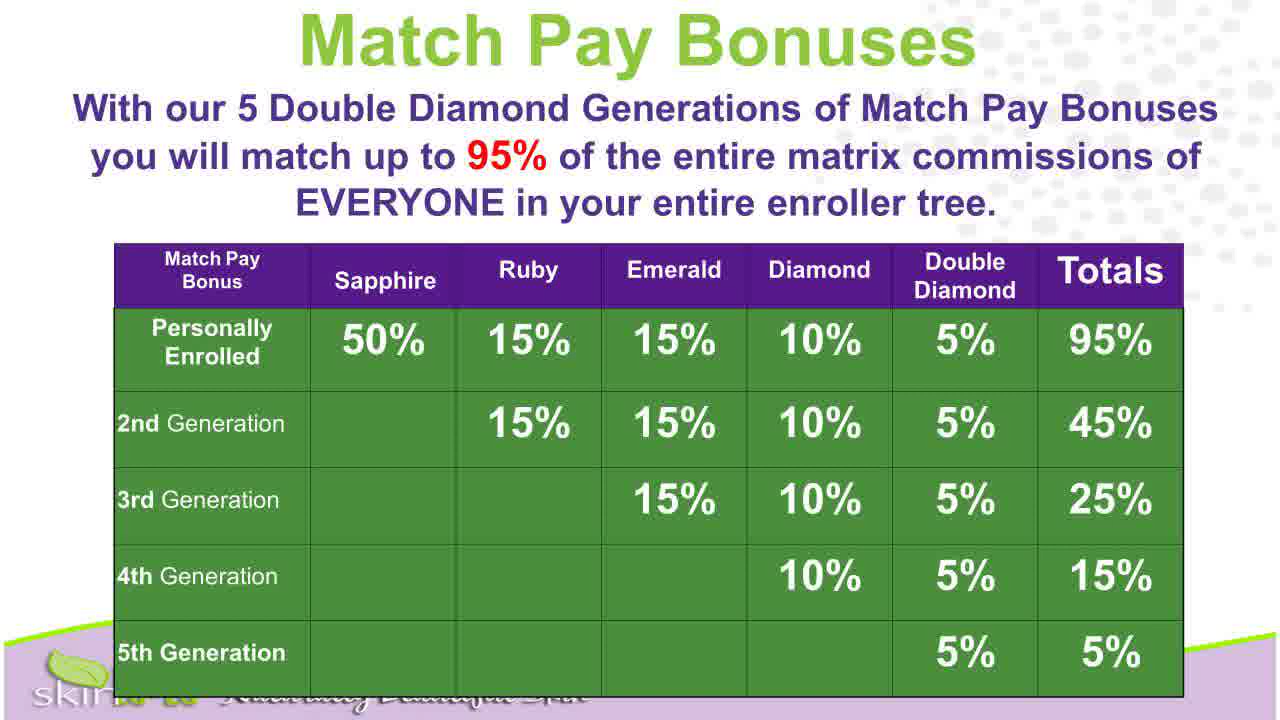 Match Pay Bonuses
With our 5 Double Diamond Generations of Match Pay Bonuses
you will match up to 95% of the entire matrix commissions of
EVERYONE in your entire enroller tree.
Match Pay Bonus Sapphire Ruby Emerald Diamond Double Diamond Totals
Personally Enrolled 50% 15% 15% 10% 5% 95%
2nd Generation 15% 15% 10% 5% 45%
3rd Generation 15% 10% 5% 25%
4th Generation 10% 5% 15%
5th Generation 5% 5%